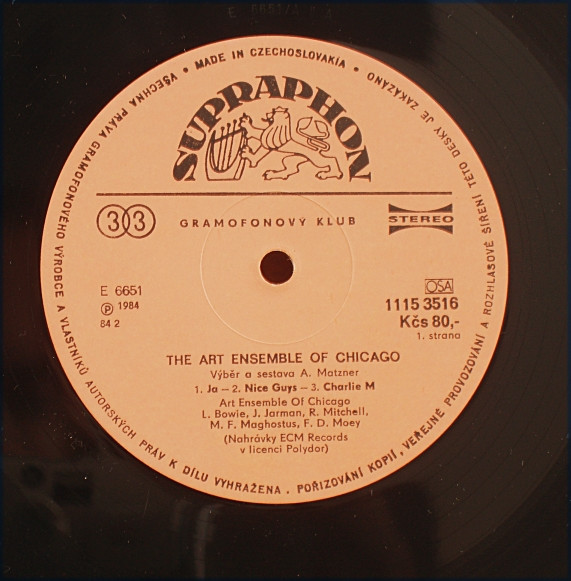 MADE IN CZECHOSLOVAKIA • VŠECHNA PRÁVA GRAMOFONOVÉHO VÝROBCE A VLASTNÍKŮ AUTORSKÝCH PRÁV K DÍLU VYHRAŽENA. POŘIZOVÁNÍ KOPIÍ, VEŘEJNÉ PROVOZOVÁNÍ A ROZHLASOVÉ ŠÍŘENÍ TÉTO DESKY JE ZAKÁZÁNO •
SUPRAPHON
33
GRAMOFONOVÝ KLUB
STEREO
E 6651
Ⓟ 1984
84 2
OSA
1115 3516
Kčs 80,-
1. strana
THE ART ENSEMBLE OF CHICAGO
Výběr a sestava A. Matzner
1. Ja — 2. Nice Guys — 3. Charlie M
Art Ensemble Of Chicago
L. Bowie, J. Jarman, R. Mitchell,
M. F. Maghostus, F. D. Moey
(Nahrávky ECM Records
v licenci Polydor)